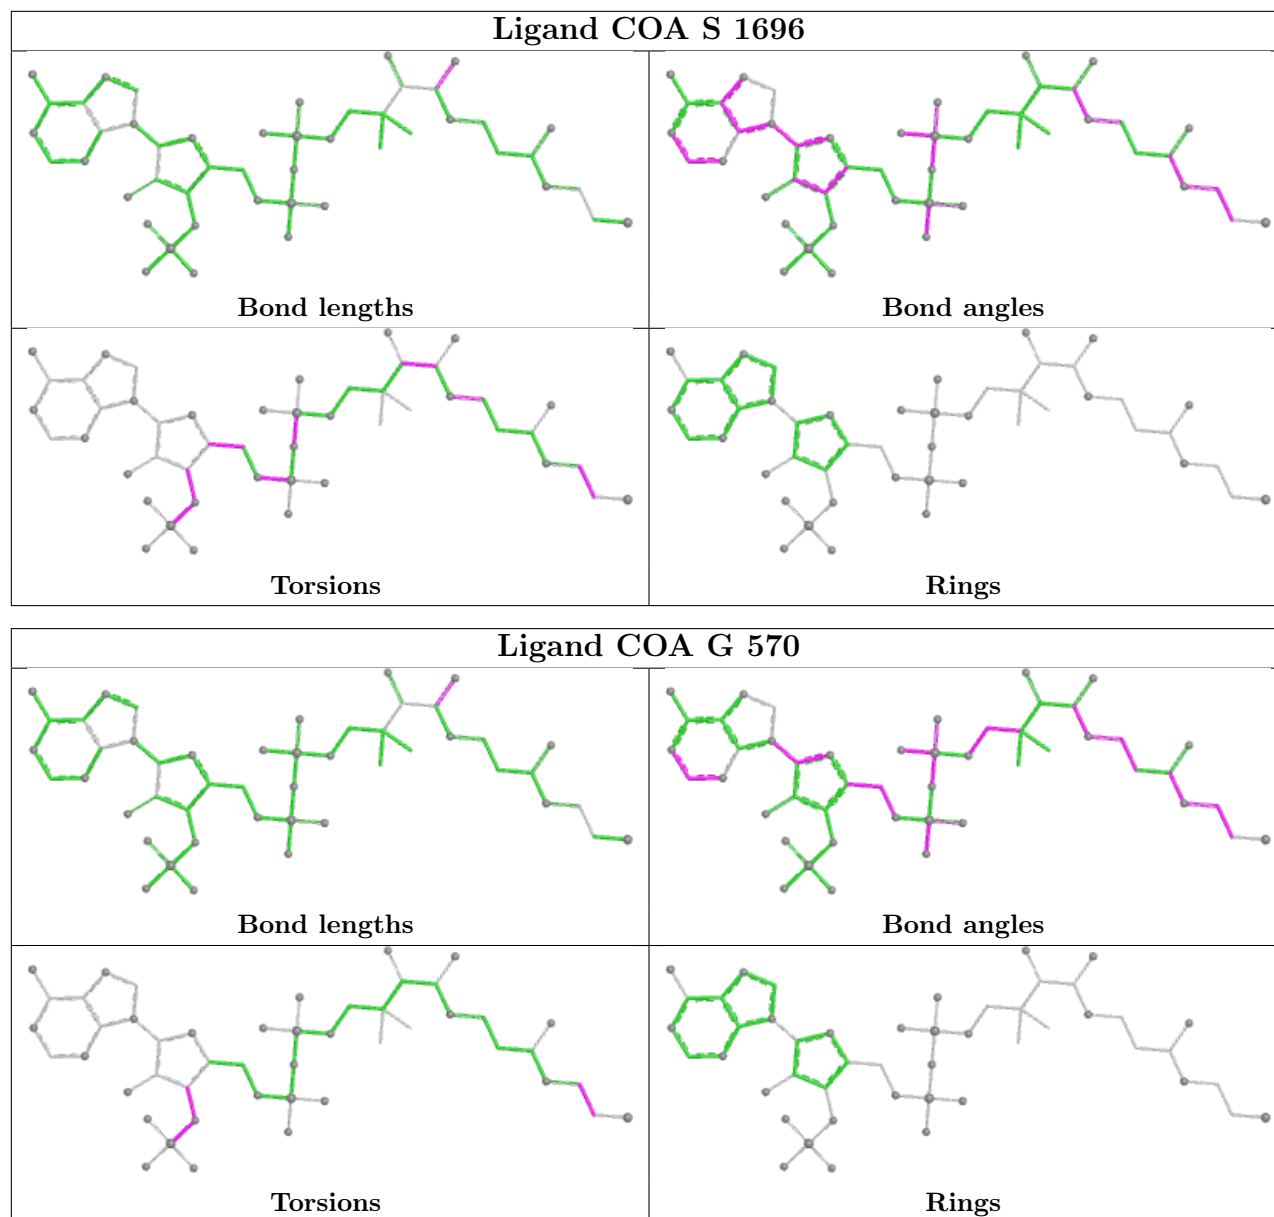 Ligand COA S 1696
Bond lengths
Bond angles
Torsions
Rings
Ligand COA G 570
Bond lengths
Bond angles
Torsions
Rings